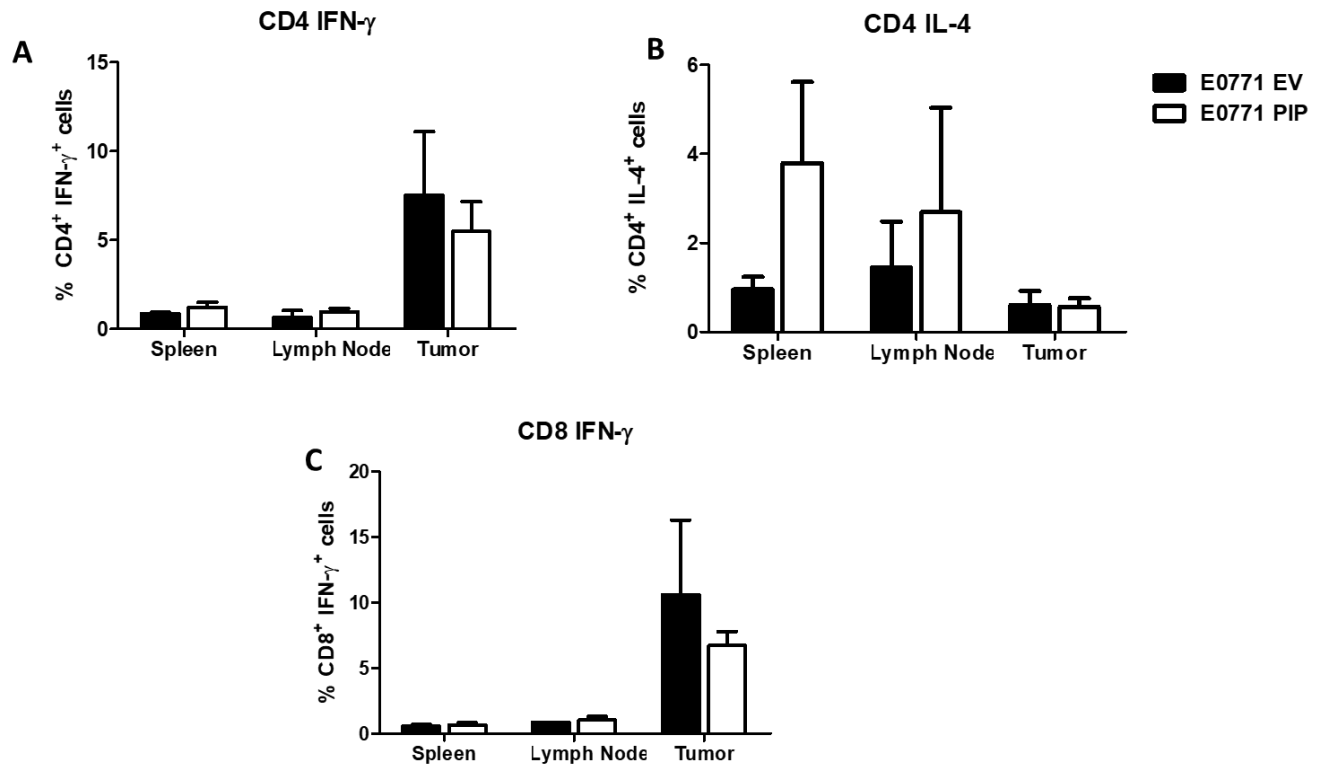 CD4 IFN-γ
A
% CD4⁺ IFN-γ⁺ cells
15
10
5
0
Spleen
Lymph Node
Tumor
CD4 IL-4
B
% CD4⁺ IL-4⁺ cells
6
4
2
0
Spleen
Lymph Node
Tumor
E0771 EV
E0771 PIP
CD8 IFN-γ
C
% CD8⁺ IFN-γ⁺ cells
20
15
10
5
0
Spleen
Lymph Node
Tumor